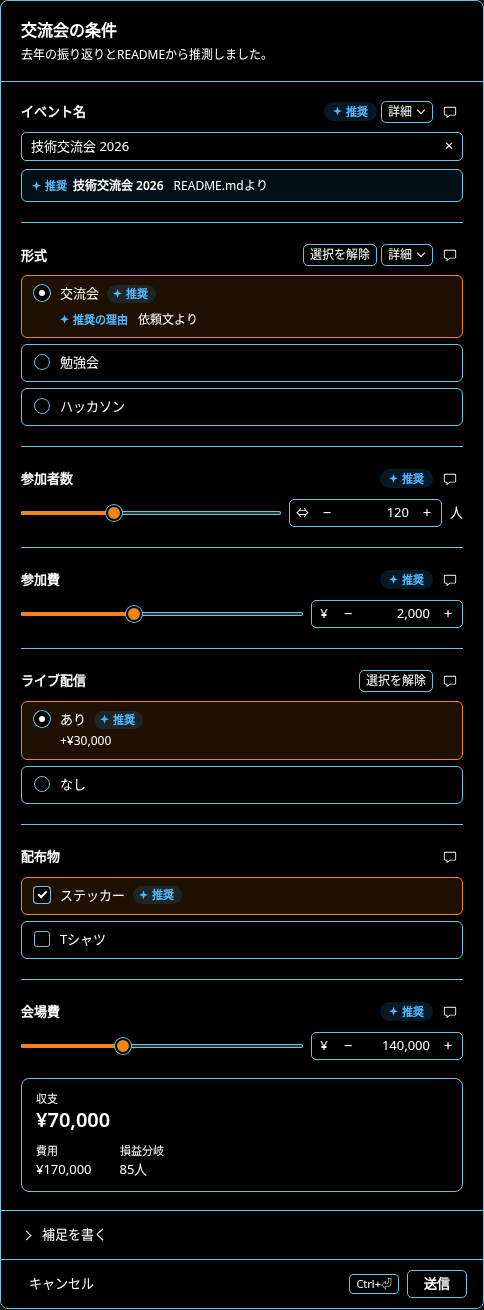 交流会の条件
去年の振り返りとREADMEから推測しました。
イベント名 推奨 詳細
技術交流会 2026 ×
推奨 技術交流会 2026 README.mdより
形式 選択を解除 詳細
交流会 推奨
推奨の理由 依頼文より
勉強会
ハッカソン
参加者数 推奨
− 120 + 人
参加費 推奨
¥ − 2,000 +
ライブ配信 選択を解除
あり 推奨
+¥30,000
なし
配布物
ステッカー 推奨
Tシャツ
会場費 推奨
¥ − 140,000 +
収支
¥70,000
費用 損益分岐
¥170,000 85人
補足を書く
キャンセル Ctrl+⏎ 送信